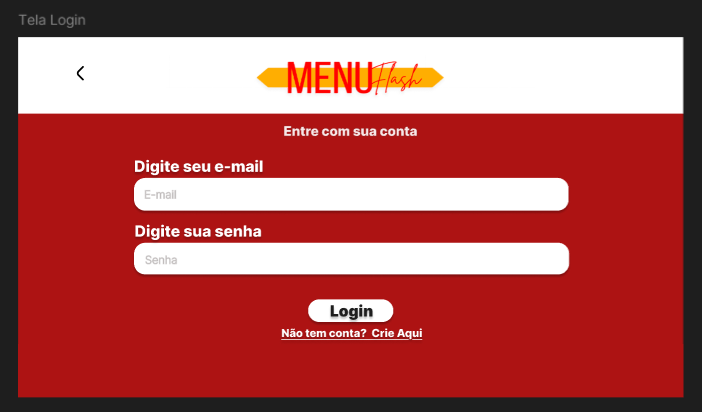 Tela Login
MENU Flash
Entre com sua conta
Digite seu e-mail
E-mail
Digite sua senha
Senha
Login
Não tem conta? Crie Aqui